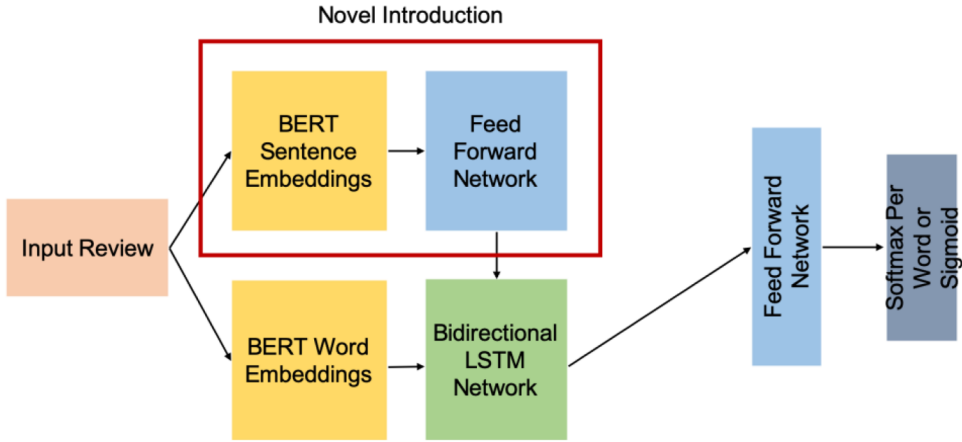 Novel Introduction
BERT
Sentence
Embeddings
Feed
Forward
Network
Input Review
BERT Word
Embeddings
Bidirectional
LSTM
Network
Feed Forward
Network
Softmax Per
Word or
Sigmoid